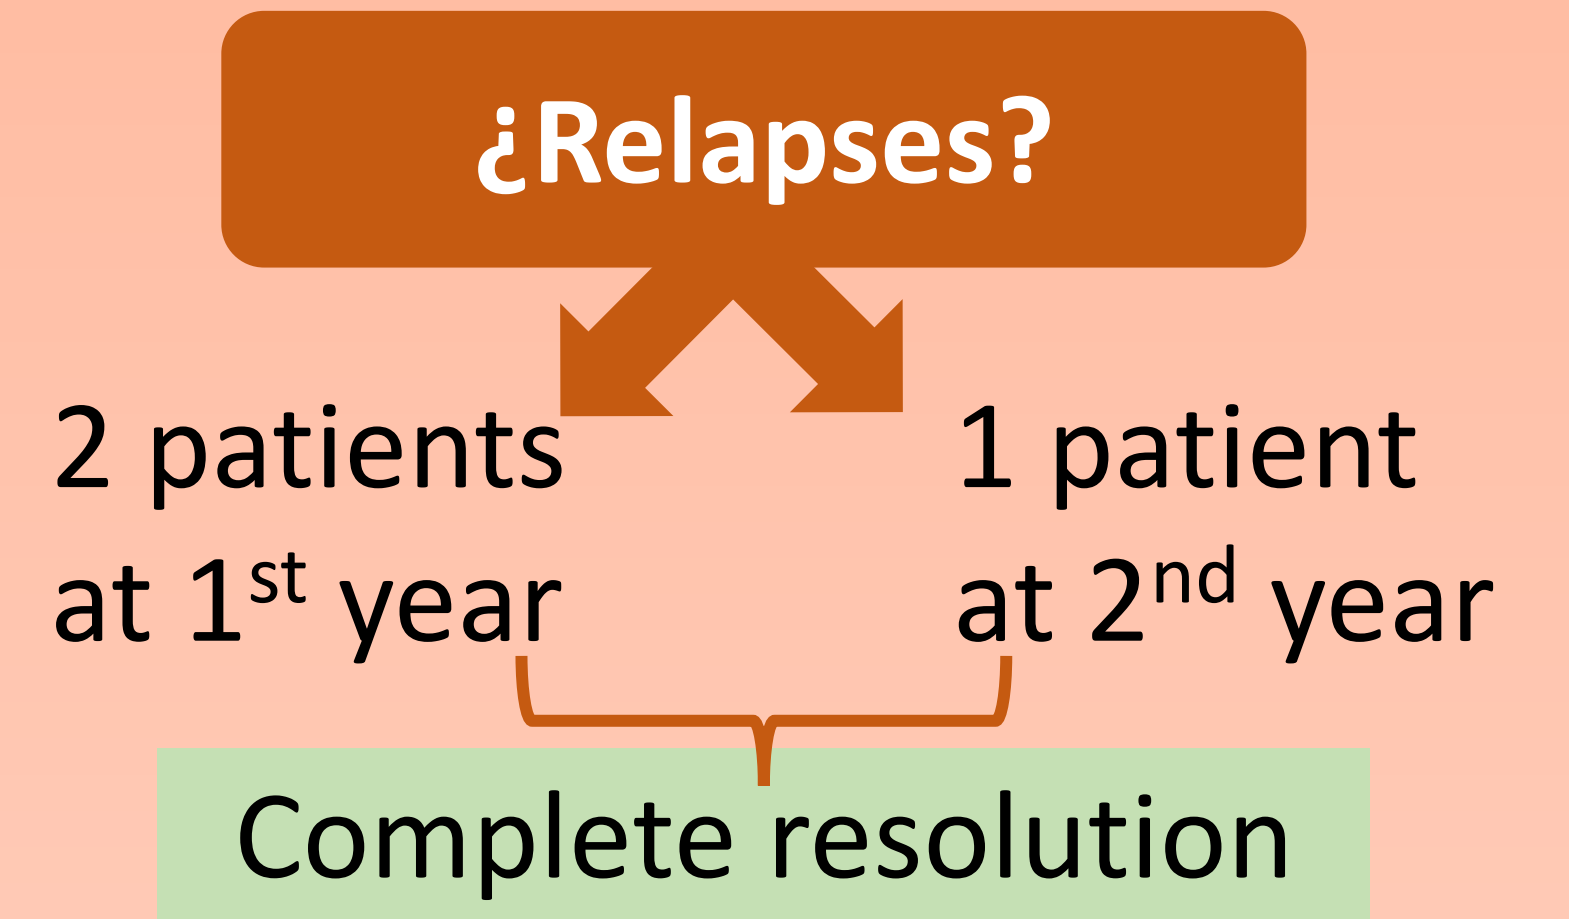 ¿Relapses?
2 patients
at 1st year
1 patient
at 2nd year
Complete resolution